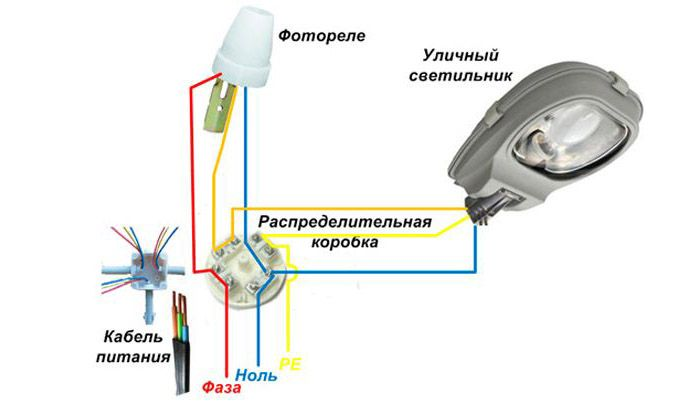 Фотореле
Уличный
светильник
Распределительная
коробка
Кабель
питания
Фаза
Ноль
PE